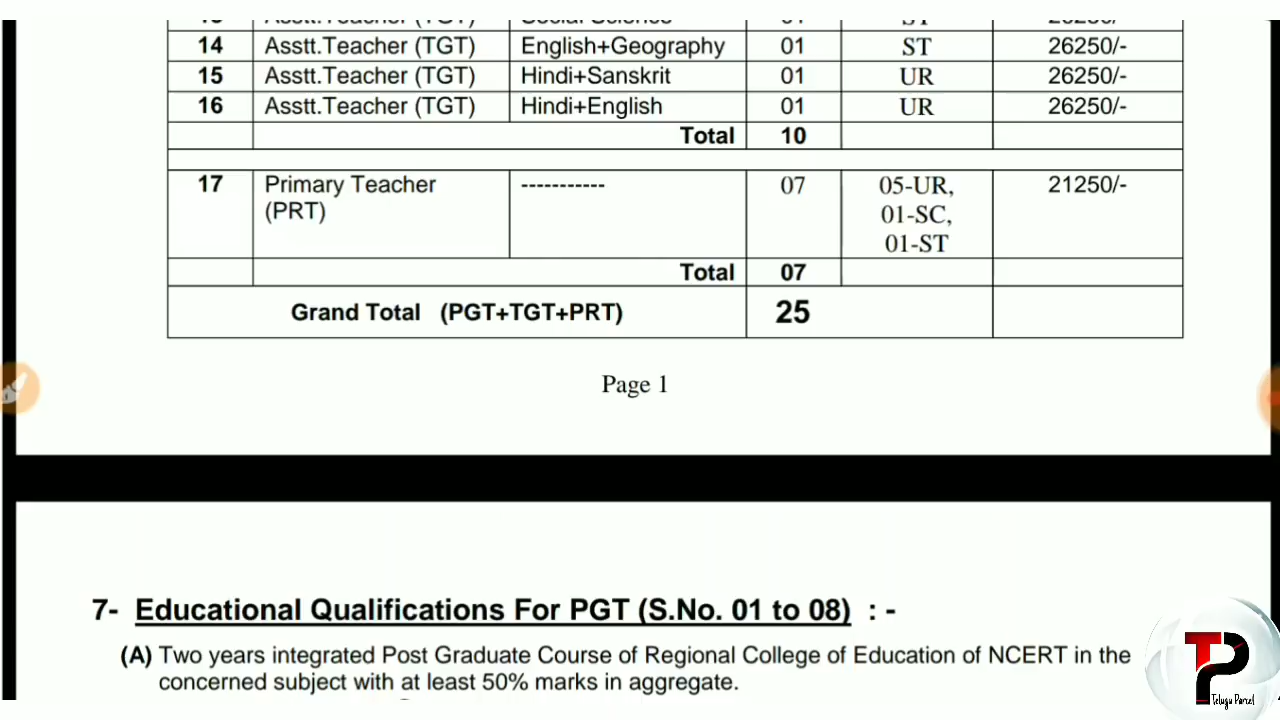 14 Asstt.Teacher (TGT) English+Geography 01 ST 26250/-
15 Asstt.Teacher (TGT) Hindi+Sanskrit 01 UR 26250/-
16 Asstt.Teacher (TGT) Hindi+English 01 UR 26250/-
Total 10
17 Primary Teacher (PRT) ----------- 07 05-UR, 01-SC, 01-ST 21250/-
Total 07
Grand Total (PGT+TGT+PRT) 25
Page 1
7- Educational Qualifications For PGT (S.No. 01 to 08) : -
(A) Two years integrated Post Graduate Course of Regional College of Education of NCERT in the
concerned subject with at least 50% marks in aggregate.
TP
Telugu Portel